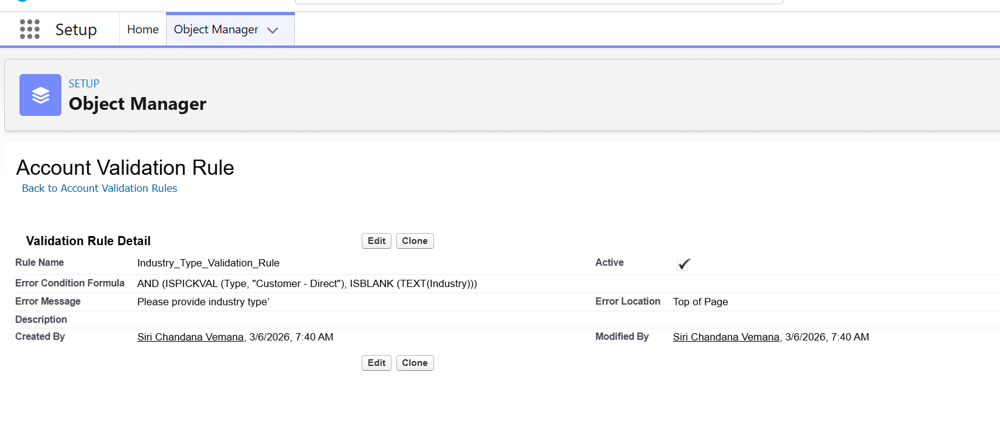 Setup Home Object Manager
SETUP
Object Manager
Account Validation Rule
Back to Account Validation Rules
Validation Rule Detail Edit Clone
Rule Name Industry_Type_Validation_Rule Active
Error Condition Formula AND (ISPICKVAL (Type, "Customer - Direct"), ISBLANK (TEXT(Industry)))
Error Message Please provide industry type’ Error Location Top of Page
Description
Created By Siri Chandana Vemana, 3/6/2026, 7:40 AM Modified By Siri Chandana Vemana, 3/6/2026, 7:40 AM
Edit Clone